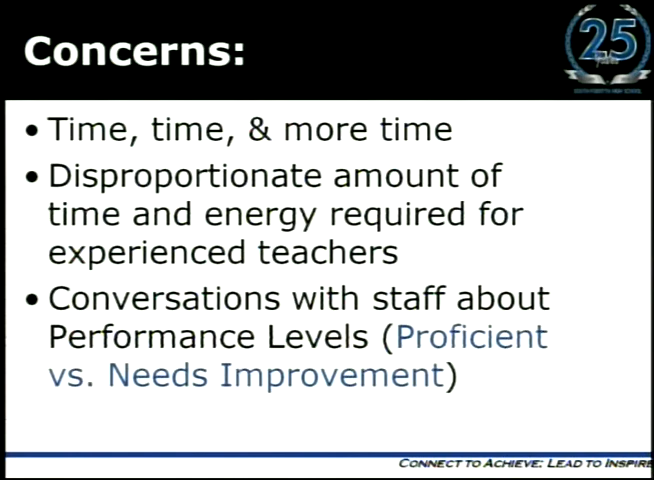 Concerns:
25
• Time, time, & more time
• Disproportionate amount of
time and energy required for
experienced teachers
• Conversations with staff about
Performance Levels (Proficient
vs. Needs Improvement)
CONNECT TO ACHIEVE; LEAD TO INSPIRE